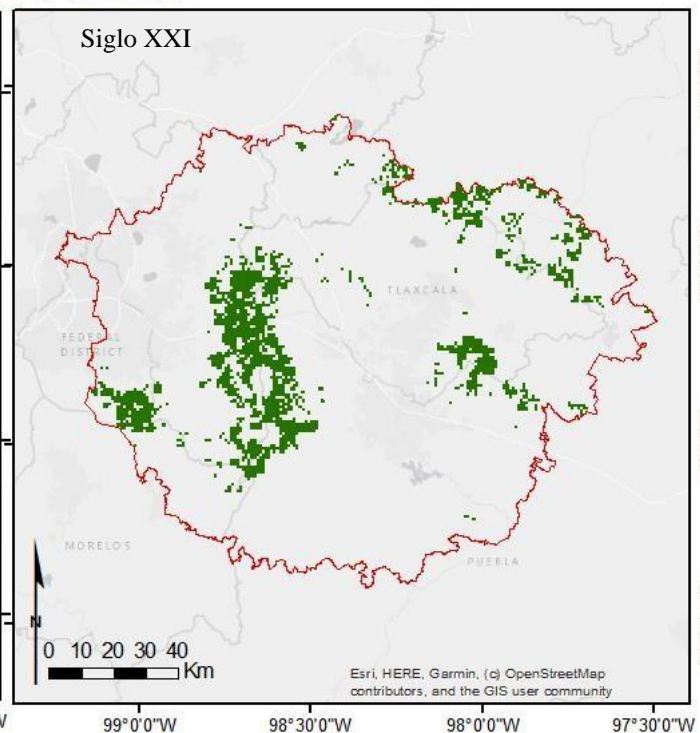 Siglo XXI
TLAXCALA
FEDERAL
DISTRICT
MORELOS
PUEBLA
N
0 10 20 30 40
Km
Esri, HERE, Garmin, (c) OpenStreetMap
contributors, and the GIS user community
W
99°0'0"W 98°30'0"W 98°0'0"W 97°30'0"W